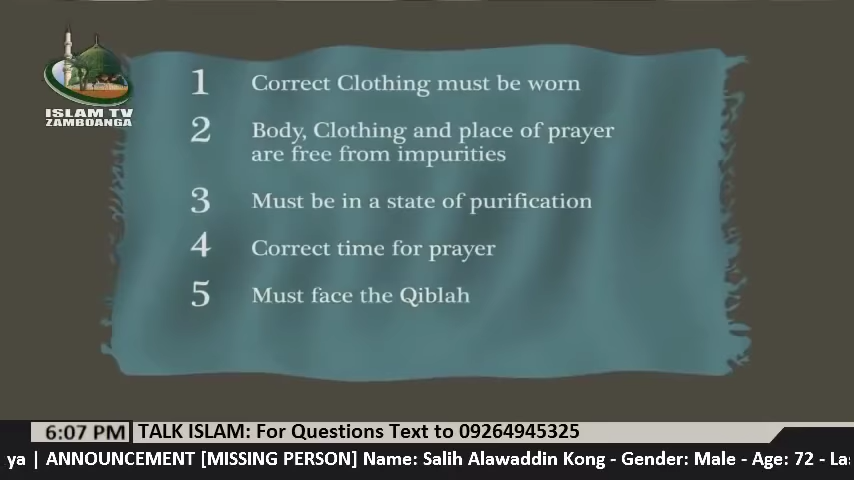 ISLAM TV
ZAMBOANGA
1 Correct Clothing must be worn
2 Body, Clothing and place of prayer
are free from impurities
3 Must be in a state of purification
4 Correct time for prayer
5 Must face the Qiblah
6:07 PM TALK ISLAM: For Questions Text to 09264945325
ya | ANNOUNCEMENT [MISSING PERSON] Name: Salih Alawaddin Kong - Gender: Male - Age: 72 - La